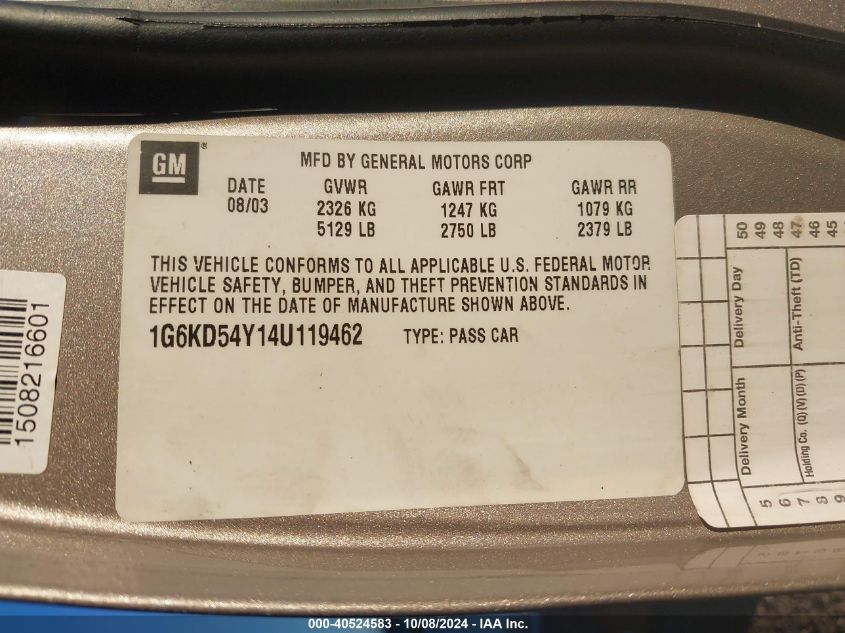 GM®
MFD BY GENERAL MOTORS CORP
DATE GVWR GAWR FRT GAWR RR
08/03 2326 KG 1247 KG 1079 KG
5129 LB 2750 LB 2379 LB
THIS VEHICLE CONFORMS TO ALL APPLICABLE U.S. FEDERAL MOTOR
VEHICLE SAFETY, BUMPER, AND THEFT PREVENTION STANDARDS IN
EFFECT ON THE DATE OF MANUFACTURE SHOWN ABOVE.
1G6KD54Y14U119462 TYPE: PASS CAR
1508216601
50
49
48
47
46
45
Delivery Month Delivery Day
Holding Co. (Q)(V)(D)(P) Anti-Theft (TD)
5
6
7
8
9
000-40524583 - 10/08/2024 - IAA Inc.